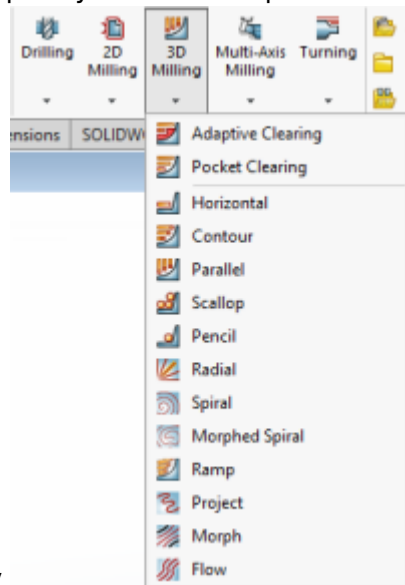 Drilling
2D Milling
3D Milling
Multi-Axis Milling
Turning
ensions
SOLIDW
Adaptive Clearing
Pocket Clearing
Horizontal
Contour
Parallel
Scallop
Pencil
Radial
Spiral
Morphed Spiral
Ramp
Project
Morph
Flow